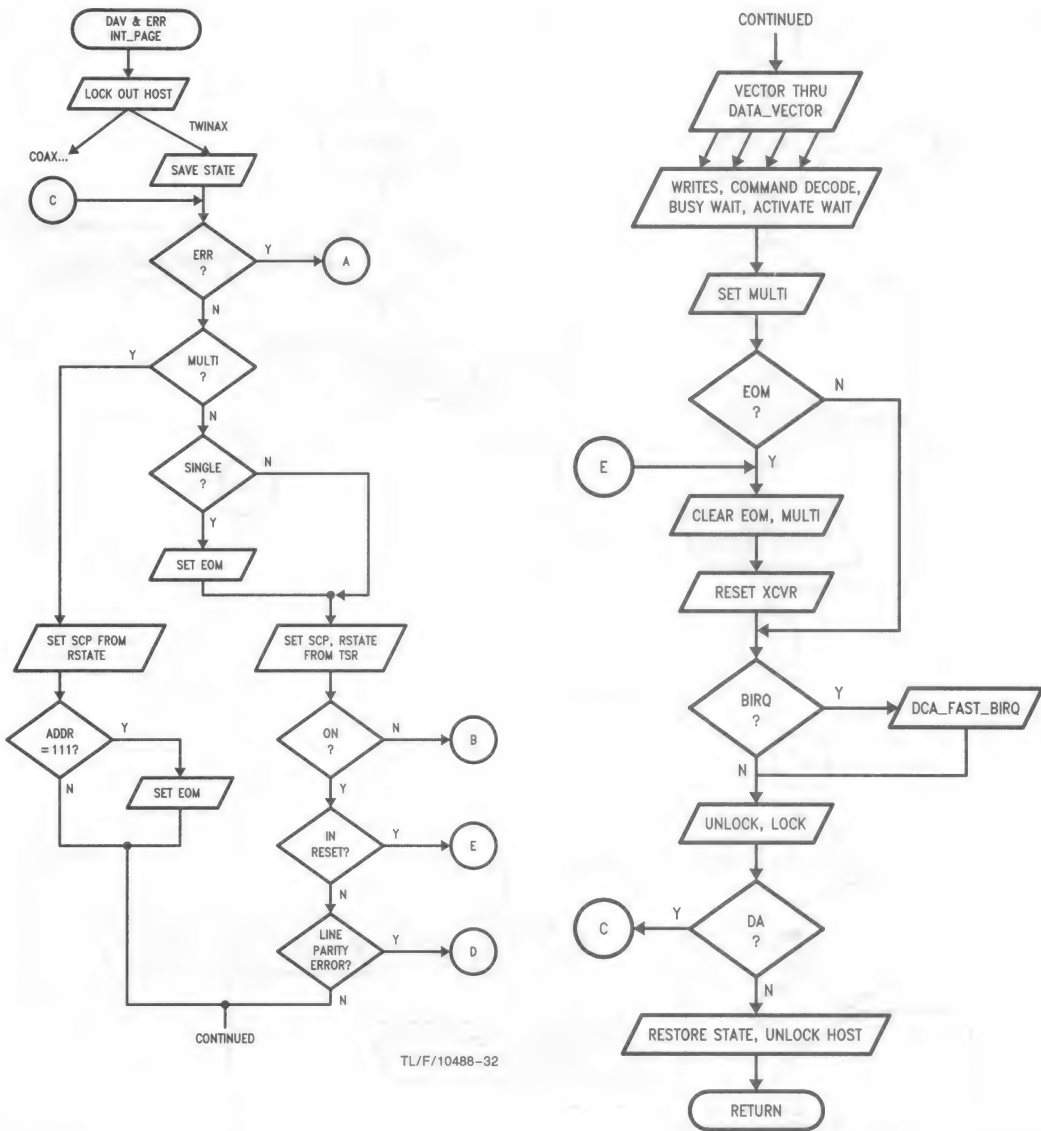 DAV & ERR
INT_PAGE
LOCK OUT HOST
TWINAX
COAX...
SAVE STATE
C
ERR
?
Y
A
N
Y
MULTI
?
N
SINGLE
?
N
Y
SET EOM
SET SCP FROM
RSTATE
SET SCP, RSTATE
FROM TSR
ADDR
= 111?
Y
N
SET EOM
ON
?
N
B
Y
IN
RESET?
Y
E
N
LINE
PARITY
ERROR?
Y
D
N
CONTINUED
TL/F/10488-32
CONTINUED
VECTOR THRU
DATA_VECTOR
WRITES, COMMAND DECODE,
BUSY WAIT, ACTIVATE WAIT
SET MULTI
EOM
?
N
E
Y
CLEAR EOM, MULTI
RESET XCVR
BIRQ
?
Y
DCA_FAST_BIRQ
N
UNLOCK, LOCK
C
Y
DA
?
N
RESTORE STATE, UNLOCK HOST
RETURN